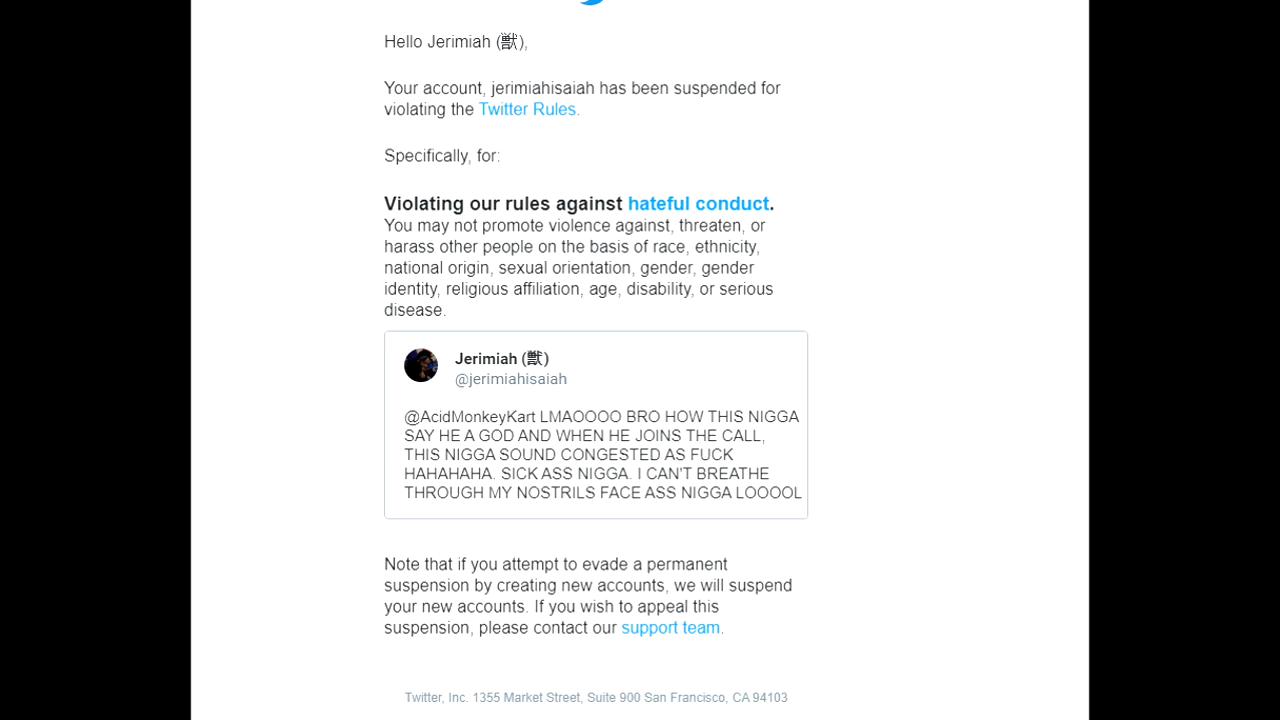 Hello Jerimiah (獣),
Your account, jerimiahisaiah has been suspended for
violating the Twitter Rules.
Specifically, for:
Violating our rules against hateful conduct.
You may not promote violence against, threaten, or
harass other people on the basis of race, ethnicity,
national origin, sexual orientation, gender, gender
identity, religious affiliation, age, disability, or serious
disease.
Jerimiah (獣)
@jerimiahisaiah
@AcidMonkeyKart LMAOOOO BRO HOW THIS NIGGA
SAY HE A GOD AND WHEN HE JOINS THE CALL,
THIS NIGGA SOUND CONGESTED AS FUCK
HAHAHAHA. SICK ASS NIGGA. I CAN'T BREATHE
THROUGH MY NOSTRILS FACE ASS NIGGA LOOOOL
Note that if you attempt to evade a permanent
suspension by creating new accounts, we will suspend
your new accounts. If you wish to appeal this
suspension, please contact our support team.
Twitter, Inc. 1355 Market Street, Suite 900 San Francisco, CA 94103